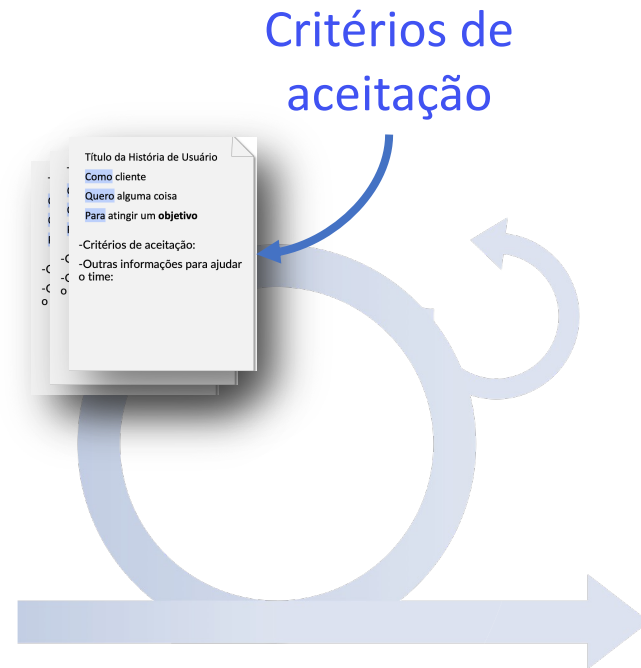 Critérios de
aceitação
Título da História de Usuário
Como cliente
Quero alguma coisa
Para atingir um objetivo
-Critérios de aceitação:
-Outras informações para ajudar
o time: